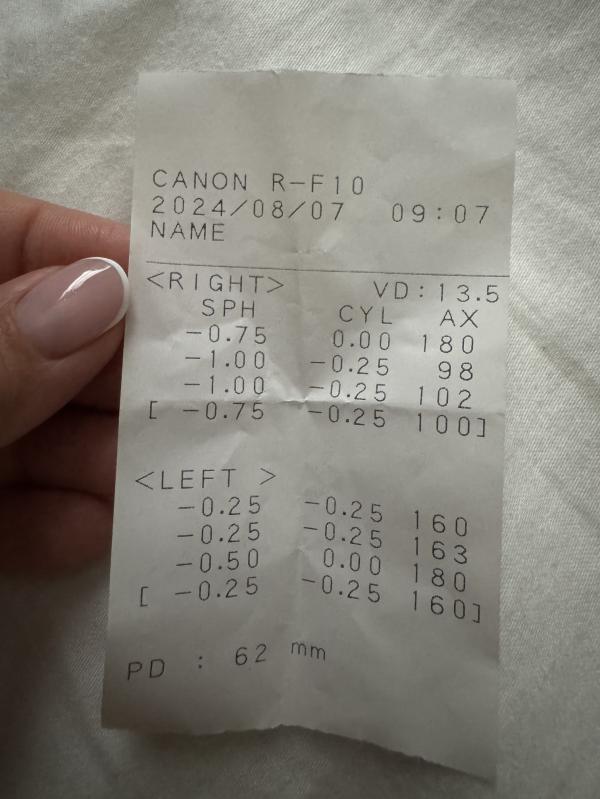 CANON R-F10
2024/08/07 09:07
NAME
<RIGHT> VD:13.5
SPH CYL AX
-0.75 0.00 180
-1.00 -0.25 98
-1.00 -0.25 102
[ -0.75 -0.25 100]
<LEFT >
-0.25 -0.25 160
-0.25 -0.25 163
-0.50 0.00 180
[ -0.25 -0.25 160]
PD : 62 mm